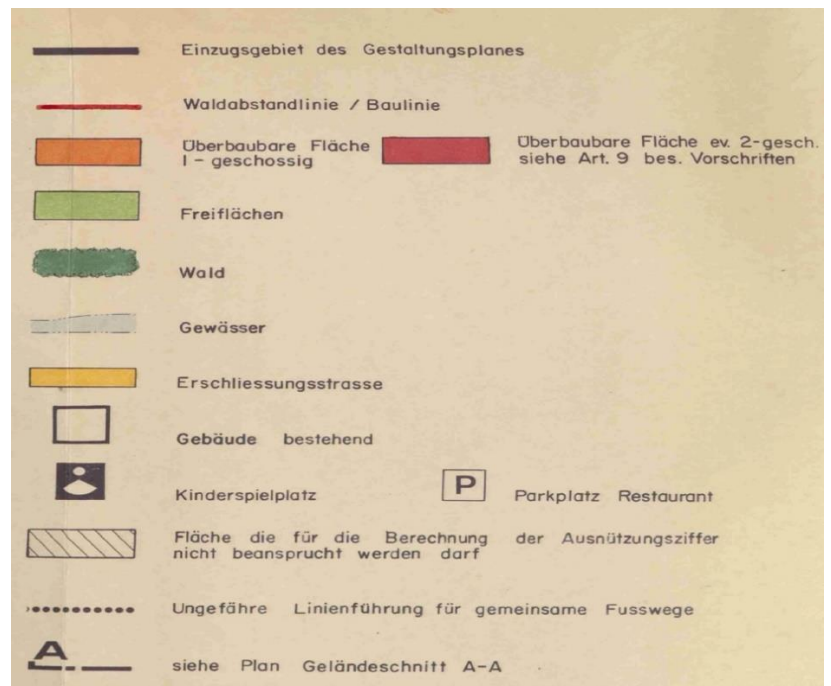 Einzugsgebiet des Gestaltungsplanes
Waldabstandlinie / Baulinie
Überbaubare Fläche
I - geschossig
Überbaubare Fläche ev. 2-gesch.
siehe Art. 9 bes. Vorschriften
Freiflächen
Wald
Gewässer
Erschliessungsstrasse
Gebäude bestehend
Kinderspielplatz
P
Parkplatz Restaurant
Fläche die für die Berechnung der Ausnützungsziffer
nicht beansprucht werden darf
Ungefähre Linienführung für gemeinsame Fusswege
A
siehe Plan Geländeschnitt A-A